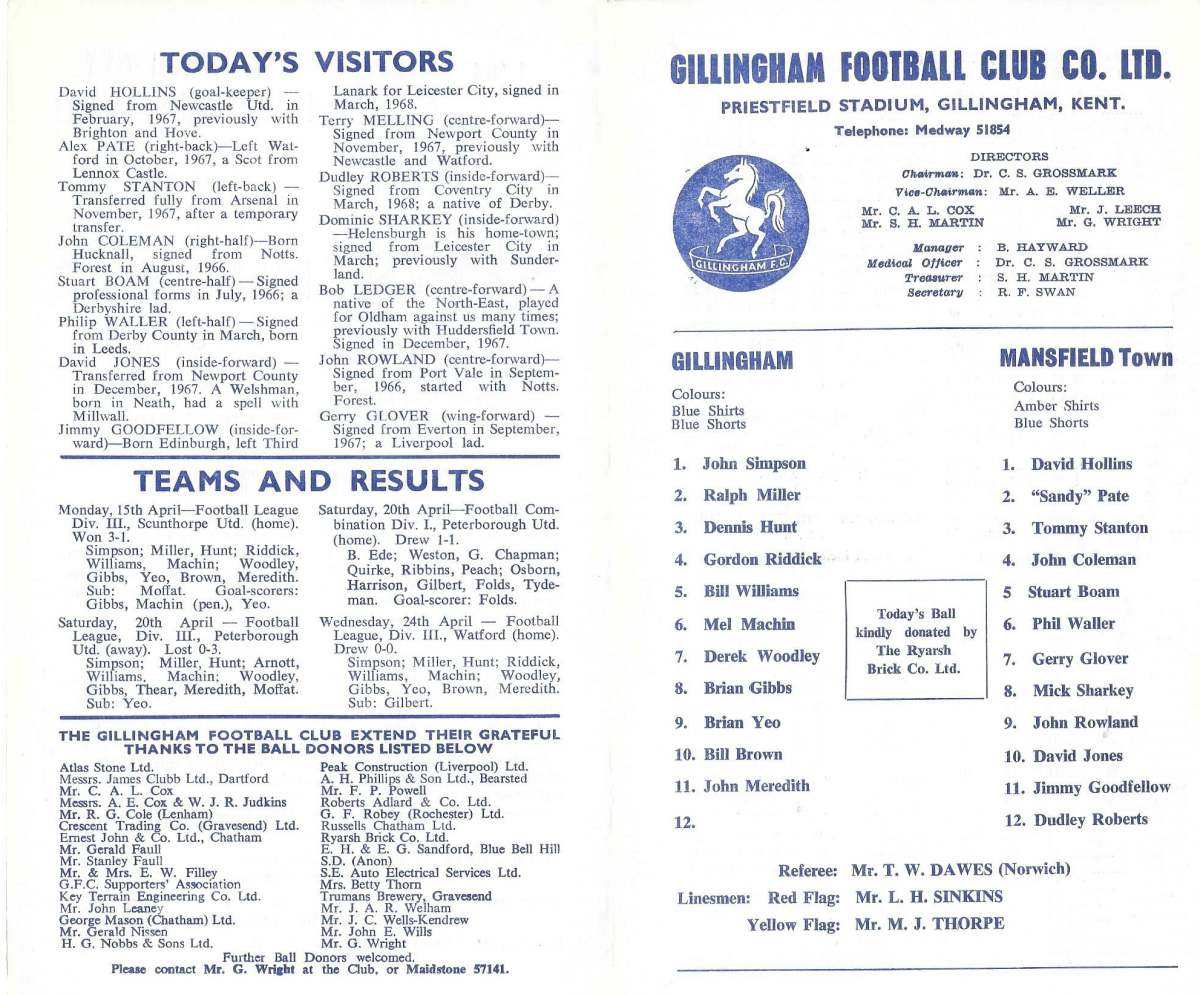 TODAY'S VISITORS
David HOLLINS (goal-keeper) —
Signed from Newcastle Utd. in
February, 1967, previously with
Brighton and Hove.
Alex PATE (right-back)—Left Wat-
ford in October, 1967, a Scot from
Lennox Castle.
Tommy STANTON (left-back) —
Transferred fully from Arsenal in
November, 1967, after a temporary
transfer.
John COLEMAN (right-half)—Born
Hucknall, signed from Notts.
Forest in August, 1966.
Stuart BOAM (centre-half) — Signed
professional forms in July, 1966; a
Derbyshire lad.
Philip WALLER (left-half) — Signed
from Derby County in March, born
in Leeds.
David JONES (inside-forward) —
Transferred from Newport County
in December, 1967. A Welshman,
born in Neath, had a spell with
Millwall.
Jimmy GOODFELLOW (inside-for-
ward)—Born Edinburgh, left Third
Lanark for Leicester City, signed in
March, 1968.
Terry MELLING (centre-forward)—
Signed from Newport County in
November, 1967, previously with
Newcastle and Watford.
Dudley ROBERTS (inside-forward)—
Signed from Coventry City in
March, 1968; a native of Derby.
Dominic SHARKEY (inside-forward)
—Helensburgh is his home-town;
signed from Leicester City in
March; previously with Sunder-
land.
Bob LEDGER (centre-forward) — A
native of the North-East, played
for Oldham against us many times;
previously with Huddersfield Town.
Signed in December, 1967.
John ROWLAND (centre-forward)—
Signed from Port Vale in Septem-
ber, 1966, started with Notts.
Forest.
Gerry GLOVER (wing-forward) —
Signed from Everton in September,
1967; a Liverpool lad.
TEAMS AND RESULTS
Monday, 15th April—Football League
Div. III., Scunthorpe Utd. (home).
Won 3-1.
Simpson; Miller, Hunt; Riddick,
Williams, Machin; Woodley,
Gibbs, Yeo, Brown, Meredith.
Sub: Moffat. Goal-scorers:
Gibbs, Machin (pen.), Yeo.
Saturday, 20th April — Football
League, Div. III., Peterborough
Utd. (away). Lost 0-3.
Simpson; Miller, Hunt; Arnott,
Williams, Machin; Woodley,
Gibbs, Thear, Meredith, Moffat.
Sub: Yeo.
Saturday, 20th April—Football Com-
bination Div. I., Peterborough Utd.
(home). Drew 1-1.
B. Ede; Weston, G. Chapman;
Quirke, Ribbins, Peach; Osborn,
Harrison, Gilbert, Folds, Tyde-
man. Goal-scorer: Folds.
Wednesday, 24th April — Football
League, Div. III., Watford (home).
Drew 0-0.
Simpson; Miller, Hunt; Riddick,
Williams, Machin; Woodley,
Gibbs, Yeo, Brown, Meredith.
Sub: Gilbert.
THE GILLINGHAM FOOTBALL CLUB EXTEND THEIR GRATEFUL
THANKS TO THE BALL DONORS LISTED BELOW
Atlas Stone Ltd.
Messrs. James Clubb Ltd., Dartford
Mr. C. A. L. Cox
Messrs. A. E. Cox & W. J. R. Judkins
Mr. R. G. Cole (Lenham)
Crescent Trading Co. (Gravesend) Ltd.
Ernest John & Co. Ltd., Chatham
Mr. Gerald Faull
Mr. Stanley Faull
Mr. & Mrs. E. W. Filley
G.F.C. Supporters' Association
Key Terrain Engineering Co. Ltd.
Mr. John Leaney
George Mason (Chatham) Ltd.
Mr. Gerald Nissen
H. G. Nobbs & Sons Ltd.
Peak Construction (Liverpool) Ltd.
A. H. Phillips & Son Ltd., Bearsted
Mr. F. P. Powell
Roberts Adlard & Co. Ltd.
G. F. Robey (Rochester) Ltd.
Russells Chatham Ltd.
Ryarsh Brick Co. Ltd.
E. H. & E. G. Sandford, Blue Bell Hill
S.D. (Anon)
S.E. Auto Electrical Services Ltd.
Mrs. Betty Thorn
Trumans Brewery, Gravesend
Mr. J. A. R. Welham
Mr. J. C. Wells-Kendrew
Mr. John E. Wills
Mr. G. Wright
Further Ball Donors welcomed.
Please contact Mr. G. Wright at the Club, or Maidstone 57141.
GILLINGHAM FOOTBALL CLUB CO. LTD.
PRIESTFIELD STADIUM, GILLINGHAM, KENT.
Telephone: Medway 51854
GILLINGHAM F.C.
DIRECTORS
Chairman: Dr. C. S. GROSSMARK
Vice-Chairman: Mr. A. E. WELLER
Mr. C. A. L. COX Mr. J. LEECH
Mr. S. H. MARTIN Mr. G. WRIGHT
Manager : B. HAYWARD
Medical Officer : Dr. C. S. GROSSMARK
Treasurer : S. H. MARTIN
Secretary : R. F. SWAN
GILLINGHAM
Colours:
Blue Shirts
Blue Shorts
1. John Simpson
2. Ralph Miller
3. Dennis Hunt
4. Gordon Riddick
5. Bill Williams
6. Mel Machin
7. Derek Woodley
8. Brian Gibbs
9. Brian Yeo
10. Bill Brown
11. John Meredith
12.
Today's Ball
kindly donated by
The Ryarsh
Brick Co. Ltd.
MANSFIELD Town
Colours:
Amber Shirts
Blue Shorts
1. David Hollins
2. "Sandy" Pate
3. Tommy Stanton
4. John Coleman
5 Stuart Boam
6. Phil Waller
7. Gerry Glover
8. Mick Sharkey
9. John Rowland
10. David Jones
11. Jimmy Goodfellow
12. Dudley Roberts
Referee: Mr. T. W. DAWES (Norwich)
Linesmen: Red Flag: Mr. L. H. SINKINS
Yellow Flag: Mr. M. J. THORPE